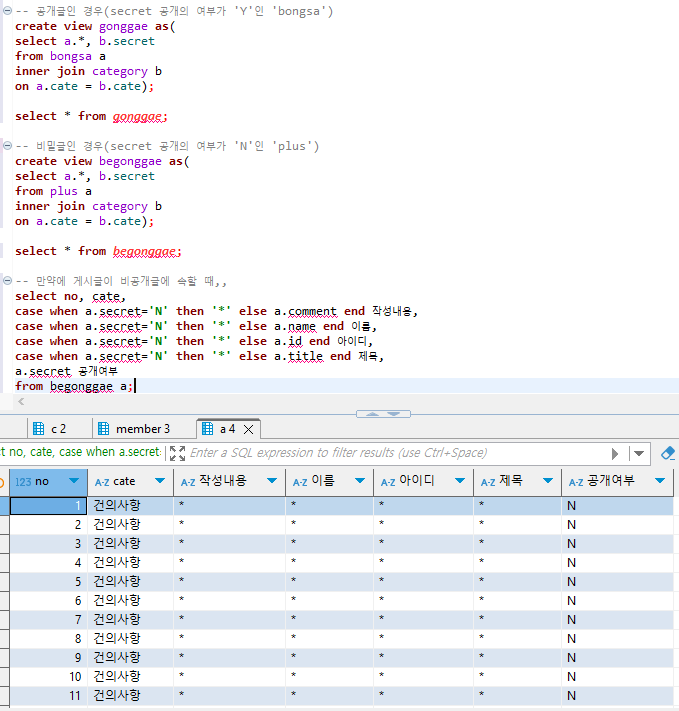 -- 공개글인 경우(secret 공개의 여부가 'Y'인 'bongsa')
create view gonggae as(
select a.*, b.secret
from bongsa a
inner join category b
on a.cate = b.cate);
select * from gonggae;
-- 비밀글인 경우(secret 공개의 여부가 'N'인 'plus')
create view begonggae as(
select a.*, b.secret
from plus a
inner join category b
on a.cate = b.cate);
select * from begonggae;
-- 만약에 게시글이 비공개글에 속할 때,,
select no, cate,
case when a.secret='N' then '*' else a.comment end 작성내용,
case when a.secret='N' then '*' else a.name end 이름,
case when a.secret='N' then '*' else a.id end 아이디,
case when a.secret='N' then '*' else a.title end 제목,
a.secret 공개여부
from begonggae a;
c 2 member 3 a 4
ct no, cate, case when a.secret: Enter a SQL expression to filter results (use Ctrl+Space)
123 no A-Z cate A-Z 작성내용 A-Z 이름 A-Z 아이디 A-Z 제목 A-Z 공개여부
1 건의사항 * * * * N
2 건의사항 * * * * N
3 건의사항 * * * * N
4 건의사항 * * * * N
5 건의사항 * * * * N
6 건의사항 * * * * N
7 건의사항 * * * * N
8 건의사항 * * * * N
9 건의사항 * * * * N
10 건의사항 * * * * N
11 건의사항 * * * * N